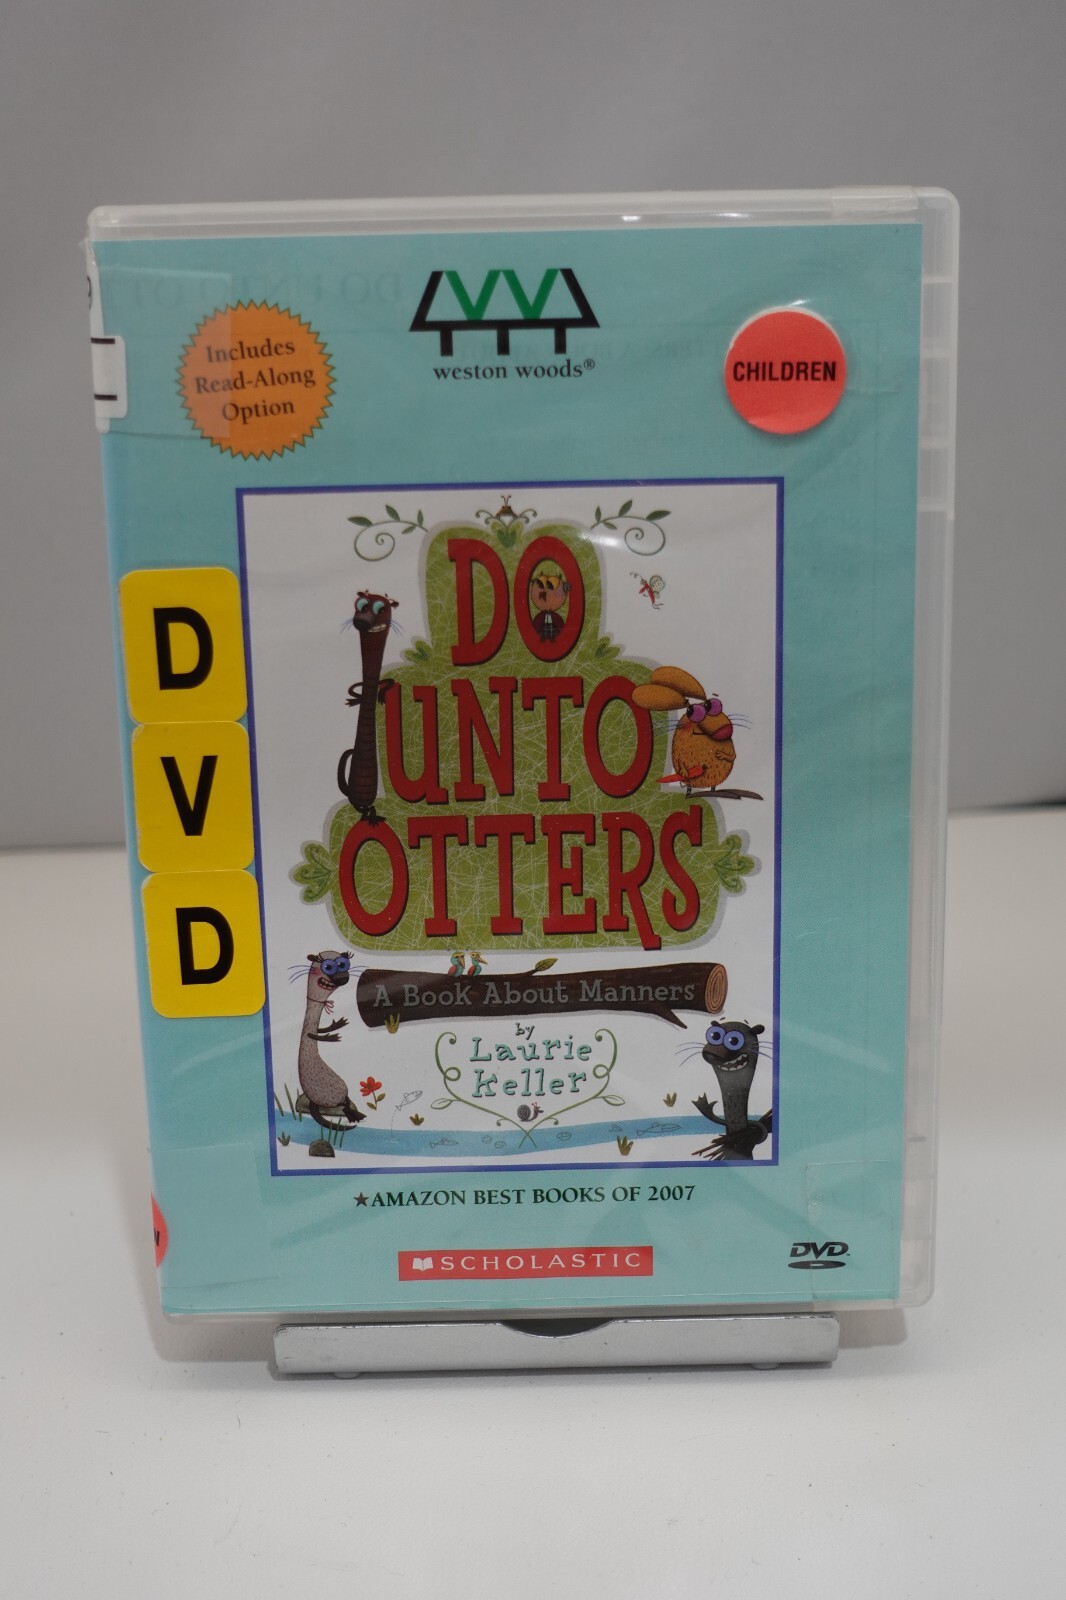 weston woods®
Includes
Read-Along
Option
CHILDREN
DO
UNTO
OTTERS
D
V
D
A Book About Manners
by
Laurie
Keller
★AMAZON BEST BOOKS OF 2007
SCHOLASTIC
DVD